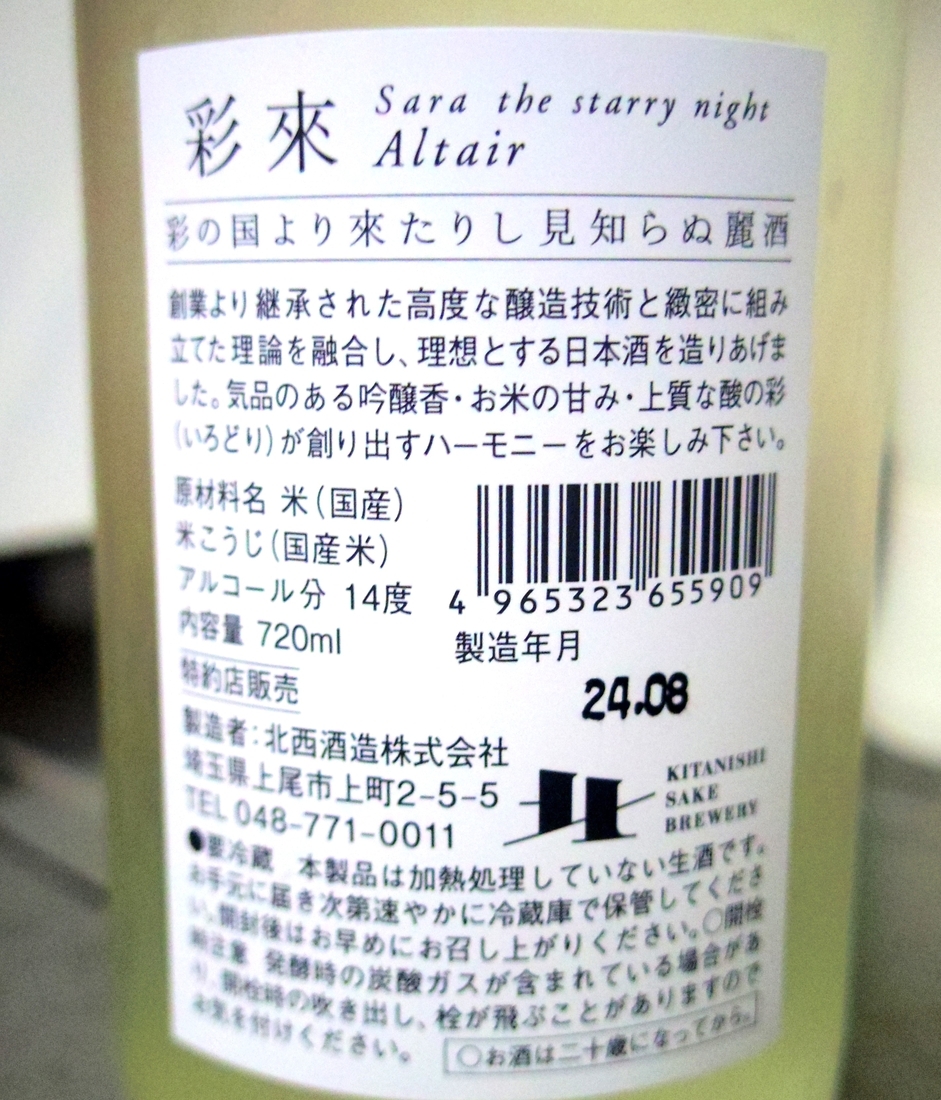 彩來 Sara the starry night
Altair
彩の国より來たりし見知らぬ麗酒
創業より継承された高度な醸造技術と緻密に組み
立てた理論を融合し、理想とする日本酒を造りあげま
した。気品のある吟醸香・お米の甘み・上質な酸の彩
(いろどり)が創り出すハーモニーをお楽しみ下さい。
原材料名 米(国産)
米こうじ(国産米)
アルコール分 14度
内容量 720ml
特約店販売
4 965323 655909
製造年月
24.08
製造者:北西酒造株式会社
埼玉県上尾市上町2-5-5
TEL 048-771-0011
KITANISHI
SAKE
BREWERY
●要冷蔵 本製品は加熱処理していない生酒です。
お手元に届き次第速やかに冷蔵庫で保管してくださ
い。開封後はお早めにお召し上がりください。○開栓
時注意 発酵時の炭酸ガスが含まれている場合があ
り、開栓時の吹き出し、栓が飛ぶことがありますので
お気を付けください。
○お酒は二十歳になってから。